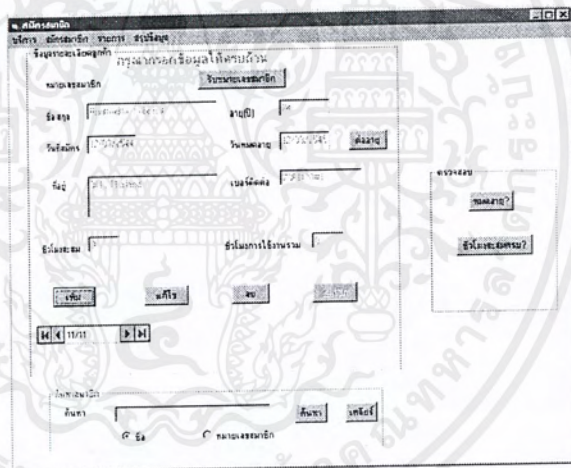 สมัครสมาชิก
บริการ สมัครสมาชิก รายการ สรุปข้อมูล
ข้อมูลรายละเอียดลูกค้า
กรุณากรอกข้อมูลให้ครบถ้วน
หมายเลขสมาชิก รับหมายเลขสมาชิก
ชื่อสกุล อายุ(ปี)
วันที่สมัคร วันหมดอายุ ต่ออายุ
ที่อยู่ เบอร์ติดต่อ
ตรวจสอบ
หมดอายุ?
ชั่วโมงสะสมครบ?
ชั่วโมงสะสม ชั่วโมงการใช้งานรวม
เพิ่ม แก้ไข ลบ
11/11
ค้นหาสมาชิก
ค้นหา ค้นหา เคลียร์
ชื่อ หมายเลขสมาชิก